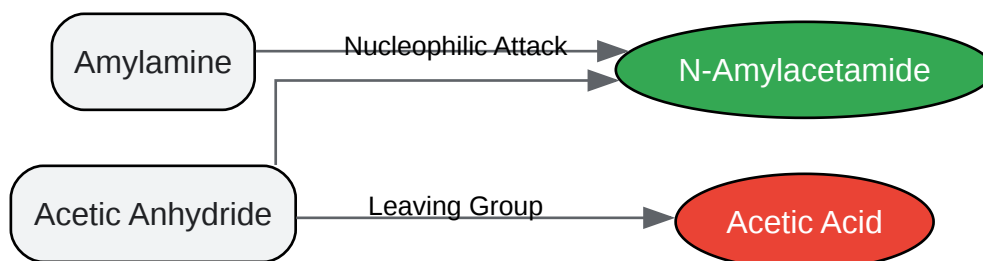 Amylamine
Nucleophilic Attack
N-Amylacetamide
Acetic Anhydride
Leaving Group
Acetic Acid